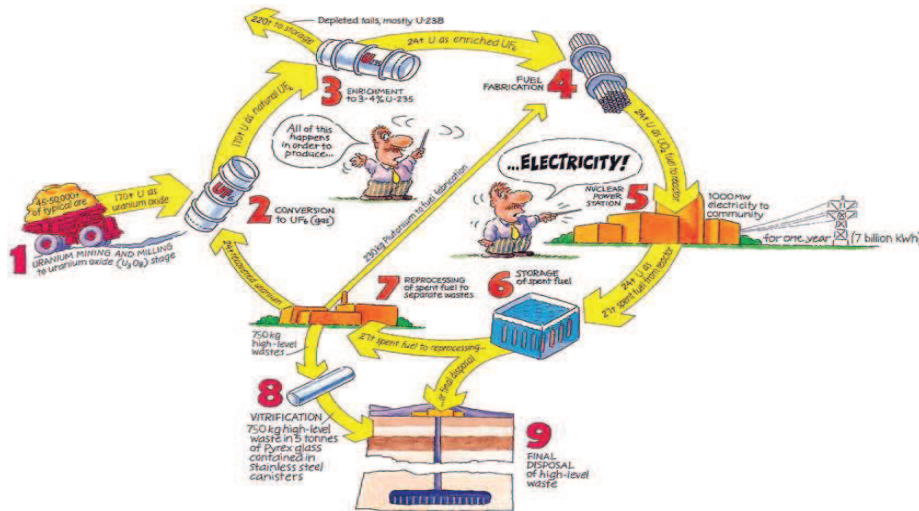 220t to storage
Depleted tails, mostly U-238
24t U as enriched UF₆
3 ENRICHMENT
to 3-4% U-235
4 FUEL
FABRICATION
170t U as natural UF₆
24t U as UO₂ fuel to reactor
All of this
happens
in order to
produce...
...ELECTRICITY!
45-50,000t
of typical ore
170t U as
uranium oxide
UF₆
2 CONVERSION
to UF₆ (gas)
1 URANIUM MINING AND MILLING
to uranium oxide (U₃O₈) stage
230kg Plutonium to fuel fabrication
NUCLEAR
POWER
STATION
5
1000MW
electricity to
community
for one year (7 billion kWh)
24t recovered uranium
7 REPROCESSING
of spent fuel to
separate wastes
6 STORAGE
of spent fuel
24t U as
27t spent fuel from reactor
750kg
high-level
wastes
27t spent fuel to reprocessing...
...or final disposal
8
VITRIFICATION
750kg high-level
waste in 5 tonnes
of Pyrex glass
contained in
stainless steel
canisters
9
FINAL
DISPOSAL
of high-level
waste